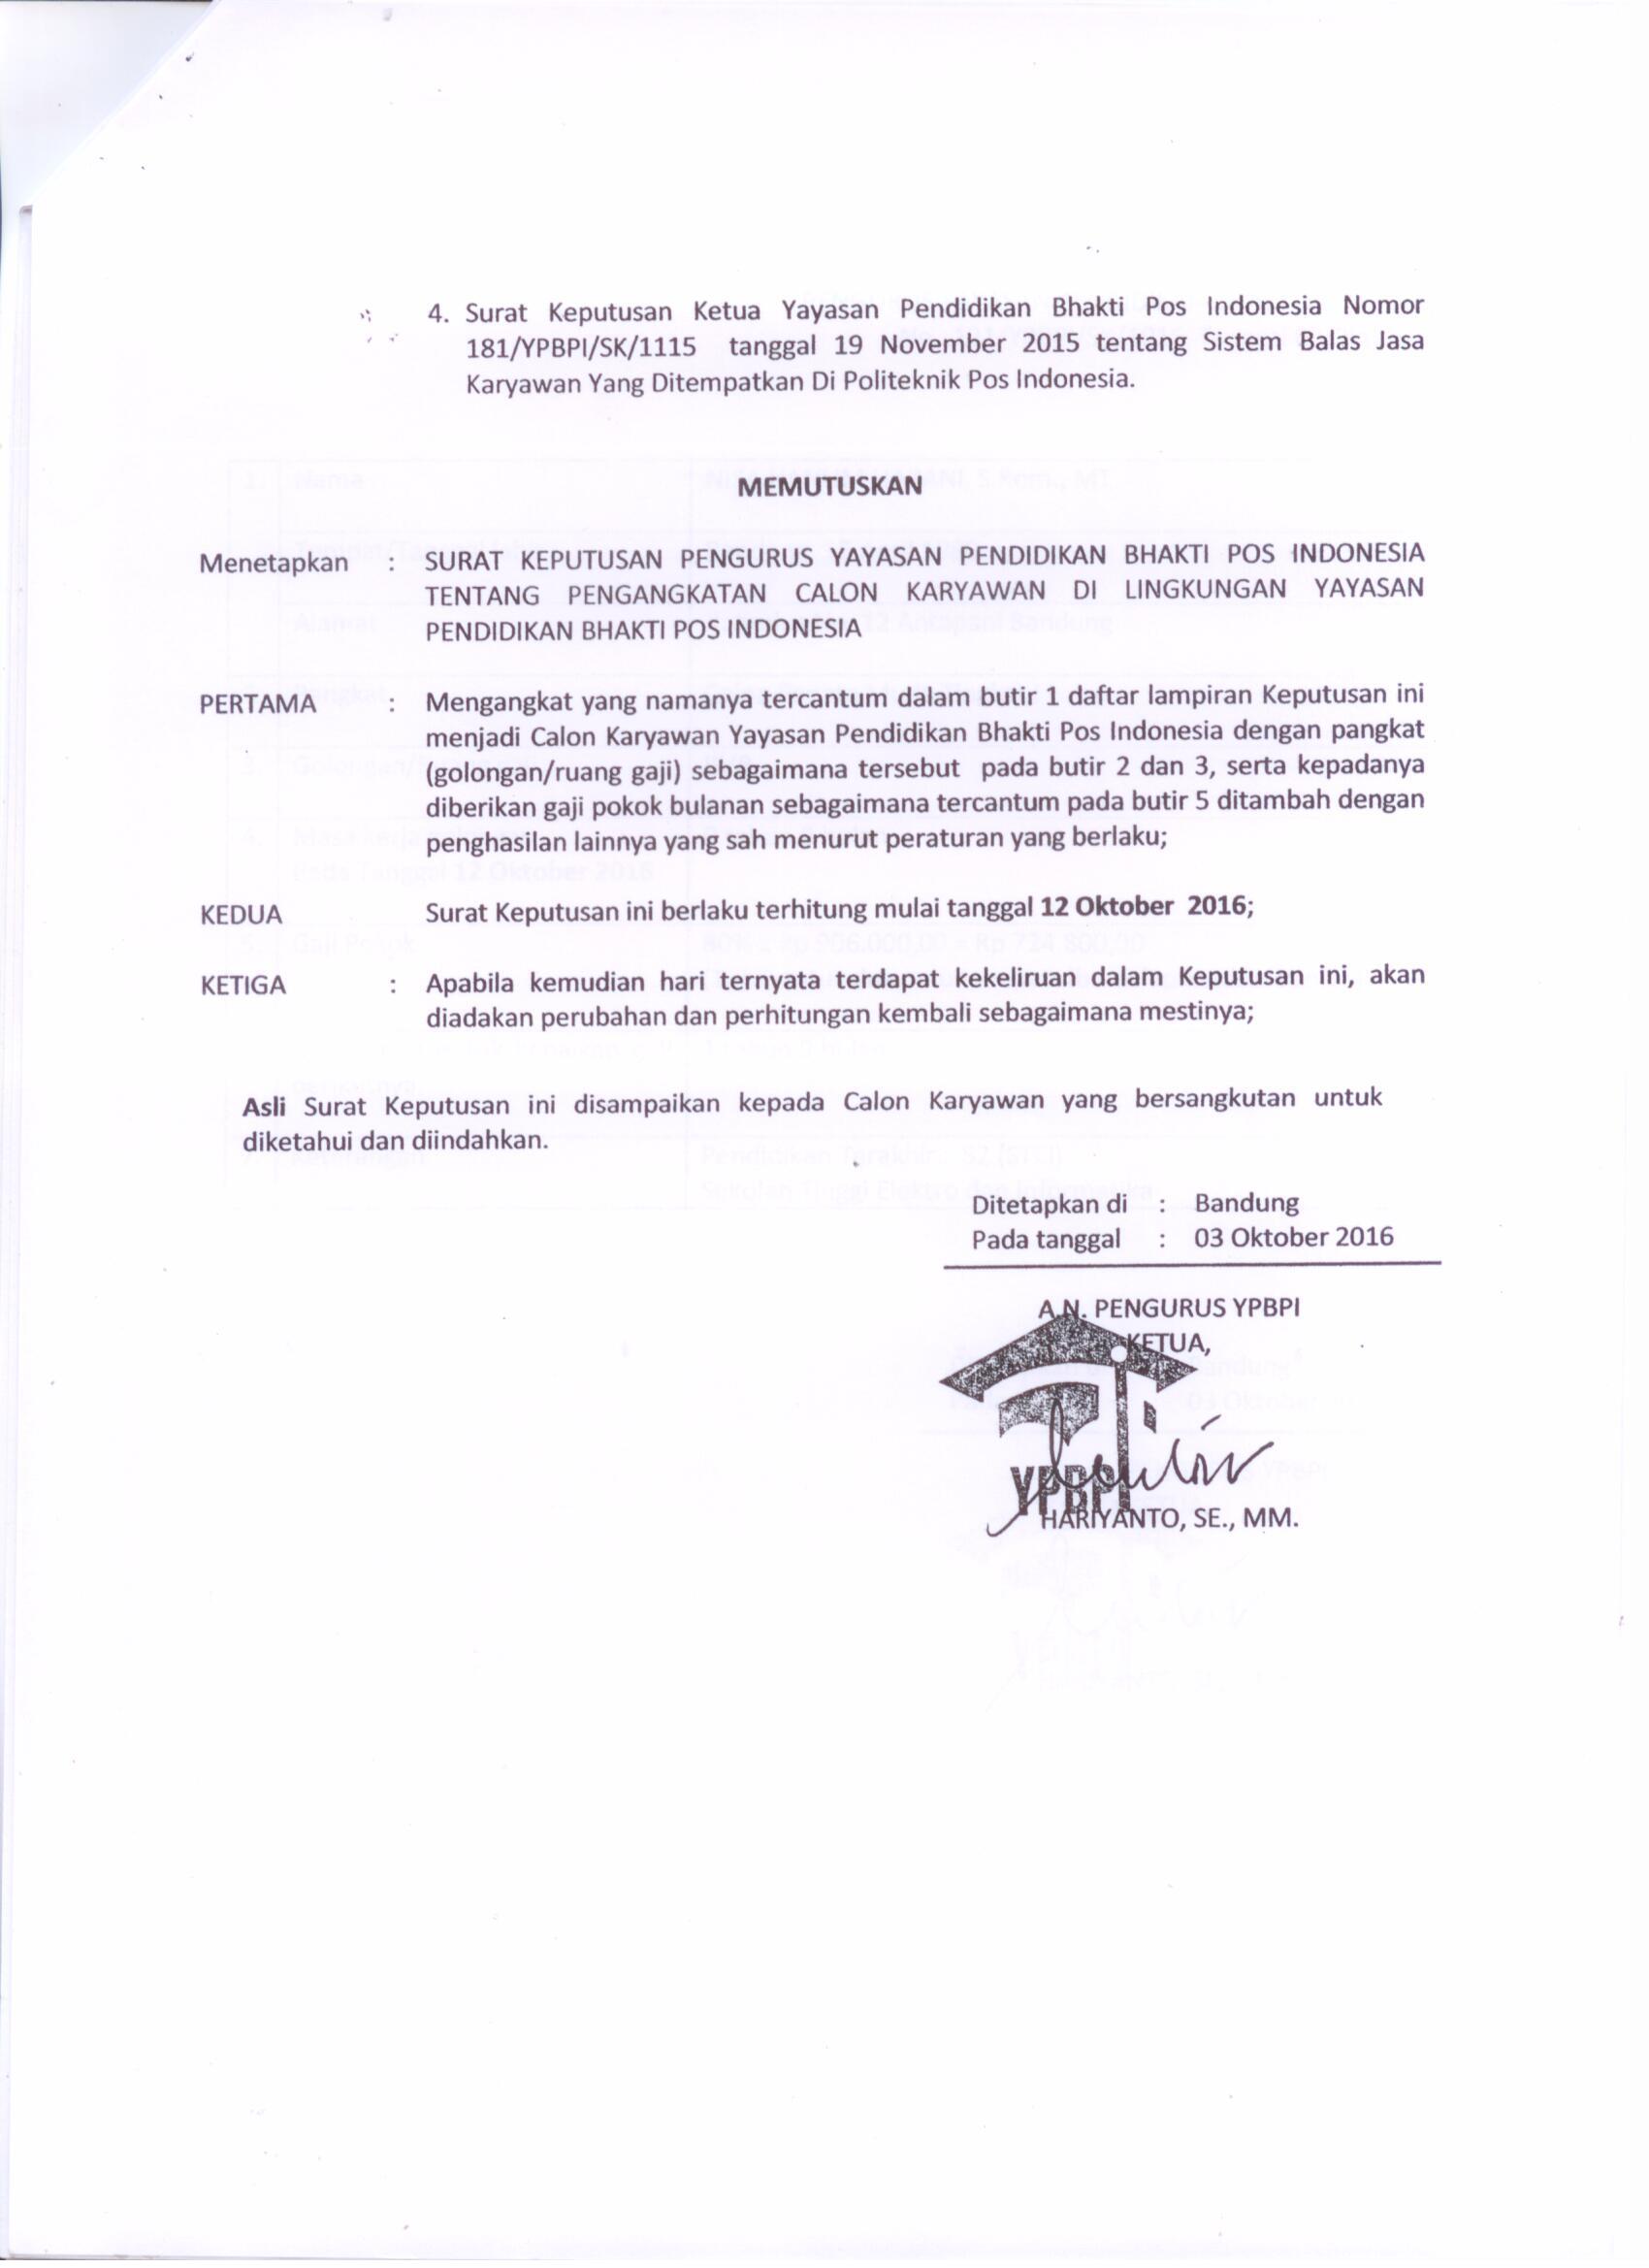 4. Surat Keputusan Ketua Yayasan Pendidikan Bhakti Pos Indonesia Nomor
181/YPBPI/SK/1115 tanggal 19 November 2015 tentang Sistem Balas Jasa
Karyawan Yang Ditempatkan Di Politeknik Pos Indonesia.
MEMUTUSKAN
Menetapkan : SURAT KEPUTUSAN PENGURUS YAYASAN PENDIDIKAN BHAKTI POS INDONESIA
TENTANG PENGANGKATAN CALON KARYAWAN DI LINGKUNGAN YAYASAN
PENDIDIKAN BHAKTI POS INDONESIA
PERTAMA : Mengangkat yang namanya tercantum dalam butir 1 daftar lampiran Keputusan ini
menjadi Calon Karyawan Yayasan Pendidikan Bhakti Pos Indonesia dengan pangkat
(golongan/ruang gaji) sebagaimana tersebut pada butir 2 dan 3, serta kepadanya
diberikan gaji pokok bulanan sebagaimana tercantum pada butir 5 ditambah dengan
penghasilan lainnya yang sah menurut peraturan yang berlaku;
KEDUA Surat Keputusan ini berlaku terhitung mulai tanggal 12 Oktober 2016;
KETIGA : Apabila kemudian hari ternyata terdapat kekeliruan dalam Keputusan ini, akan
diadakan perubahan dan perhitungan kembali sebagaimana mestinya;
Asli Surat Keputusan ini disampaikan kepada Calon Karyawan yang bersangkutan untuk
diketahui dan diindahkan.
Ditetapkan di : Bandung
Pada tanggal : 03 Oktober 2016
A.N. PENGURUS YPBPI
KETUA,
YPBPI
HARIYANTO, SE., MM.